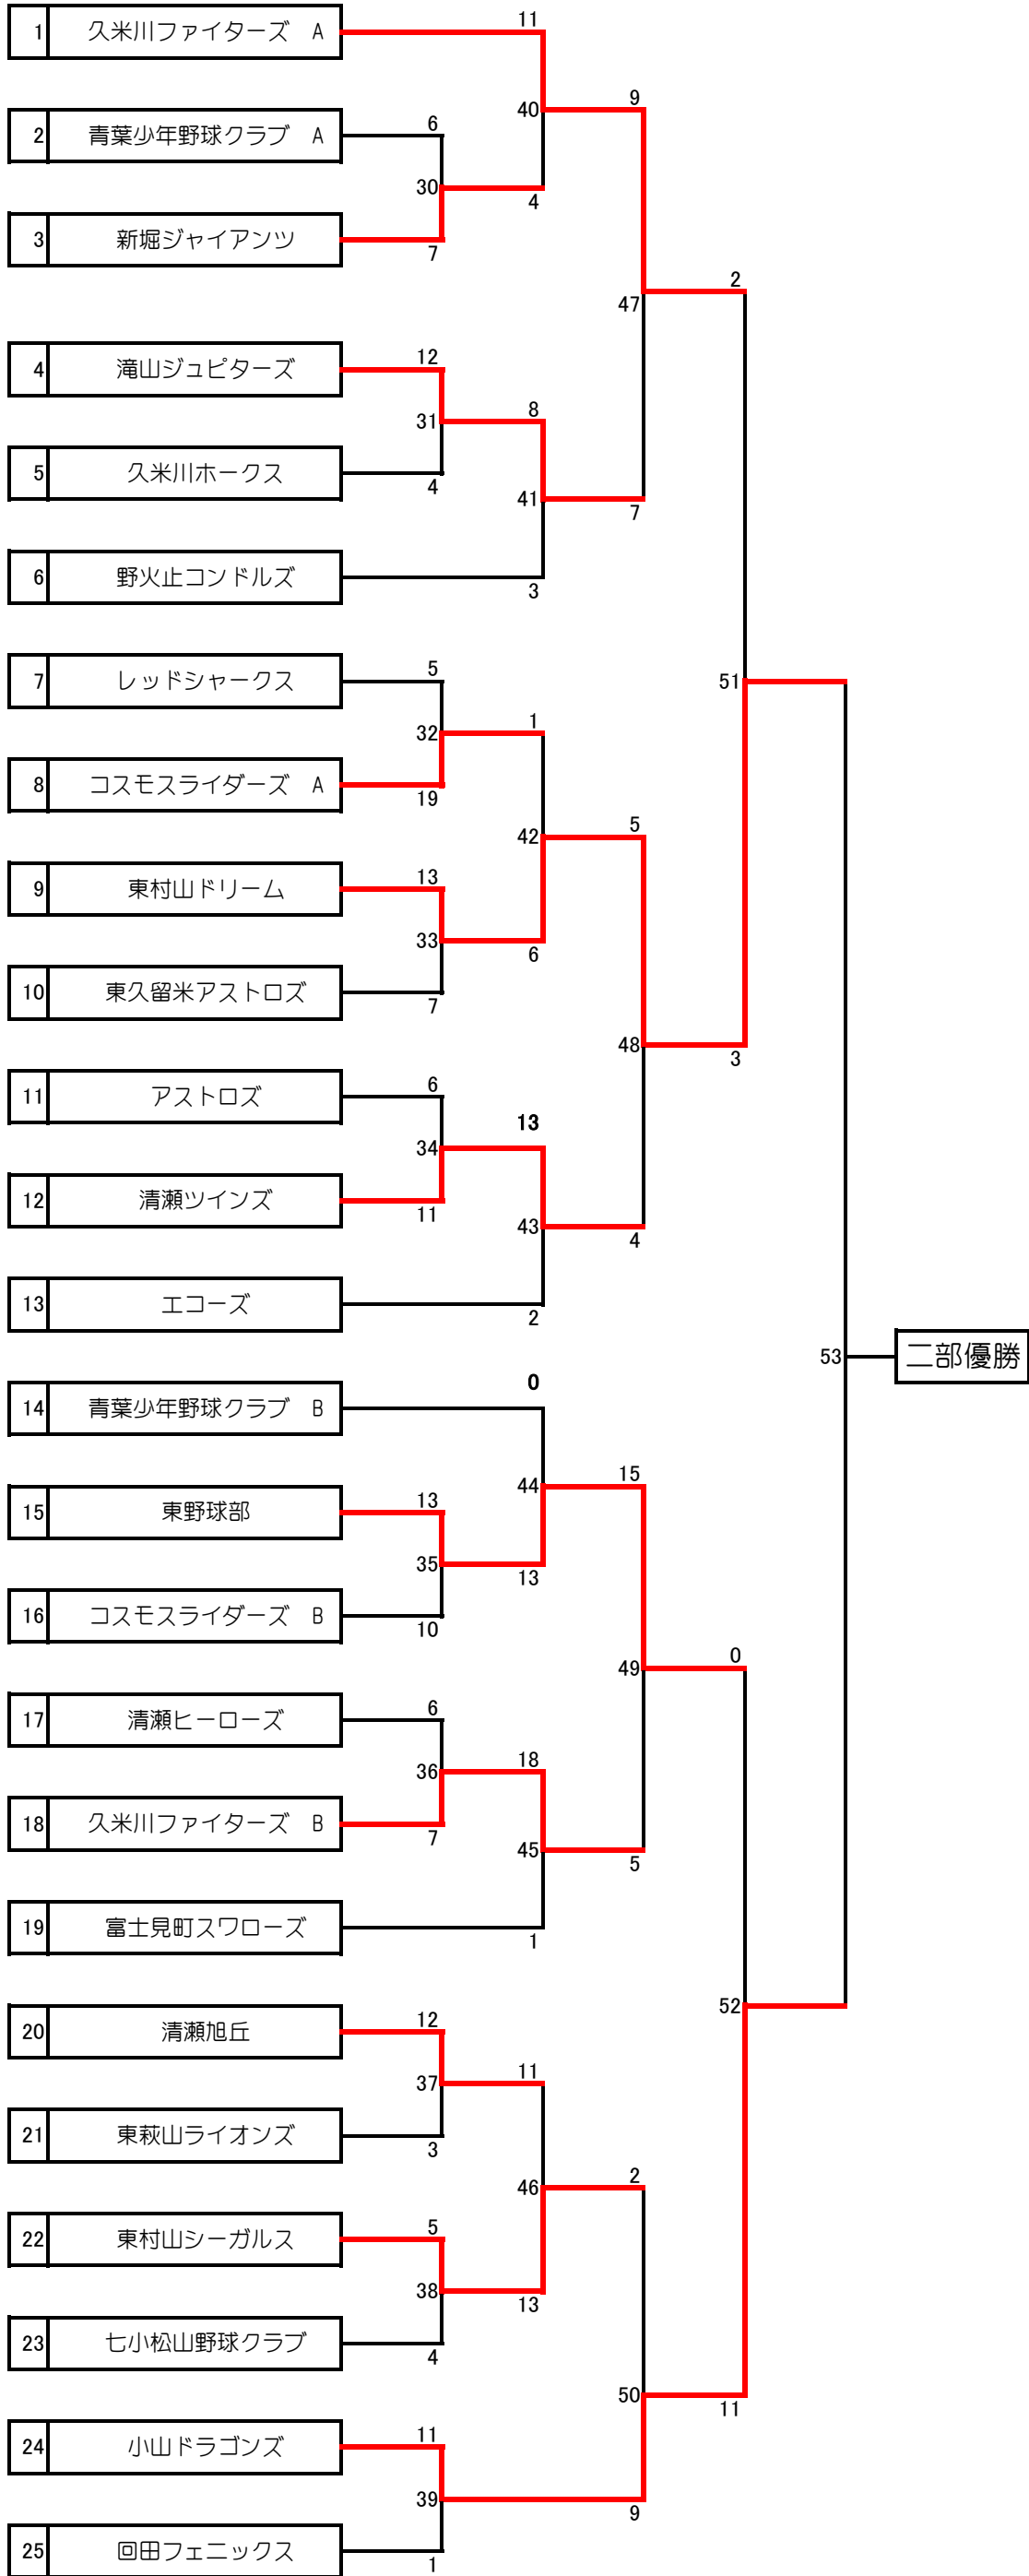 11
1 久米川ファイターズ A
9
40
6
2 青葉少年野球クラブ A
30
4
3 新堀ジャイアンツ
7
2
47
12
4 滝山ジュピターズ
8
31
5 久米川ホークス
4
41
7
6 野火止コンドルズ
3
5
7 レッドシャークス
51
1
32
8 コスモスライダーズ A
19
5
42
13
9 東村山ドリーム
33
6
10 東久留米アストロズ
7
48
3
6
11 アストロズ
13
34
12 清瀬ツインズ
11
43
4
13 エコーズ
2
53
二部優勝
0
14 青葉少年野球クラブ B
15
44
13
15 東野球部
35
13
16 コスモスライダーズ B
10
0
49
6
17 清瀬ヒーローズ
18
36
18 久米川ファイターズ B
7
45
5
19 富士見町スワローズ
1
52
12
20 清瀬旭丘
11
37
21 東萩山ライオンズ
3
2
46
5
22 東村山シーガルス
38
13
23 七小松山野球クラブ
4
50
11
11
24 小山ドラゴンズ
39
9
25 回田フェニックス
1